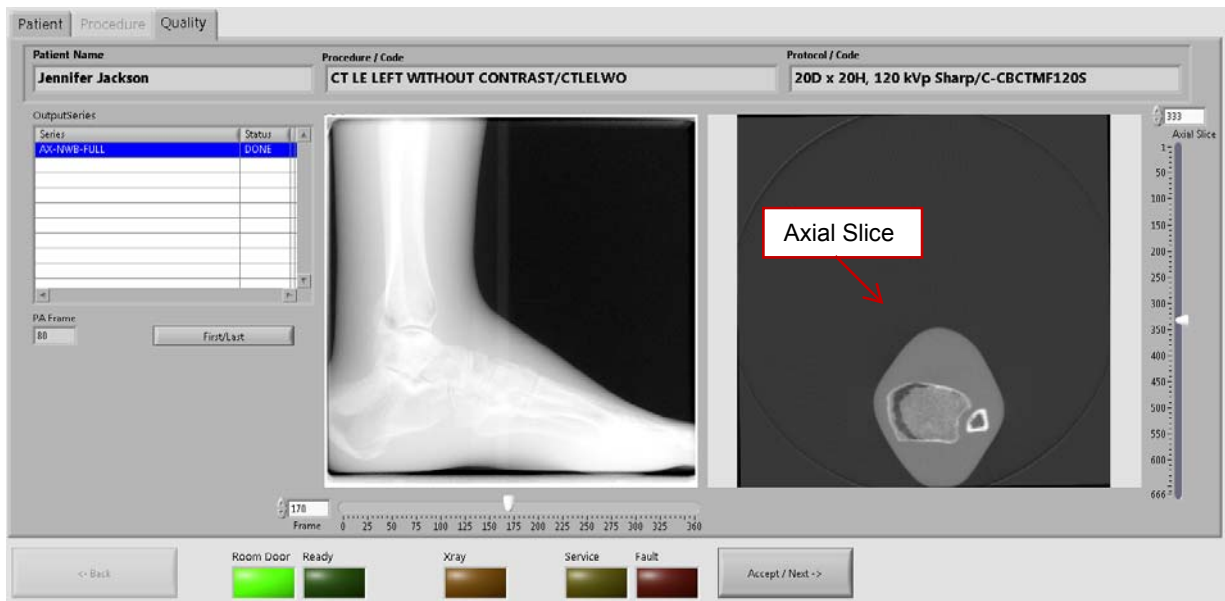 Patient Procedure Quality
Patient Name
Jennifer Jackson
Procedure / Code
CT LE LEFT WITHOUT CONTRAST/CTLELWO
Protocol / Code
20D x 20H, 120 kVp Sharp/C-CBCTMF120S
OutputSeries
Series Status
AX-NWB-FULL DONE
PA Frame
80
First/Last
Axial Slice
333
Axial Slice
1
50
100
150
200
250
300
350
400
450
500
550
600
666
170
Frame 0 25 50 75 100 125 150 175 200 225 250 275 300 325 360
<- Back
Room Door Ready Xray Service Fault
Accept / Next ->